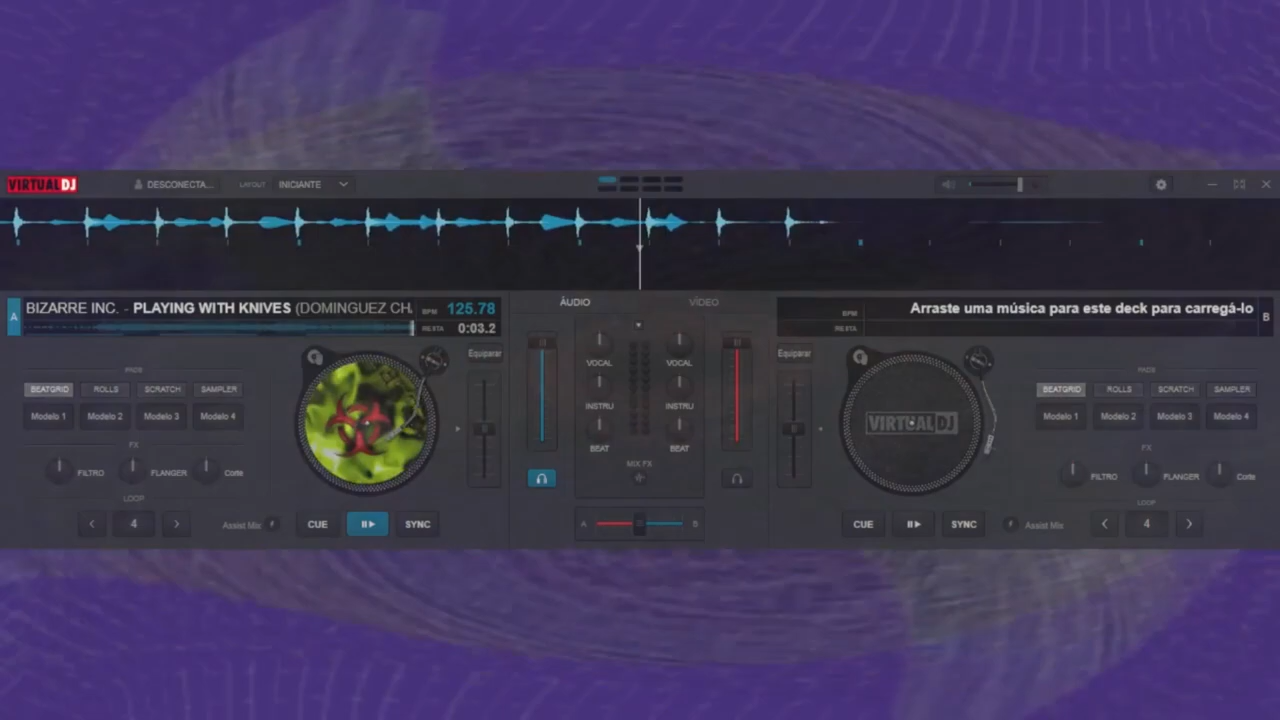 VIRTUALDJ
DESCONECTA...
LAYOUT
INICIANTE
A
BIZARRE INC. - PLAYING WITH KNIVES (DOMINGUEZ CH
BPM
125.78
RESTA
0:03.2
ÁUDIO
VÍDEO
BPM
RESTA
Arraste uma música para este deck para carregá-lo
B
Equiparar
PADS
BEATGRID ROLLS SCRATCH SAMPLER
Modelo 1 Modelo 2 Modelo 3 Modelo 4
FX
FILTRO FLANGER Corte
LOOP
4
Assist Mix
CUE
SYNC
VOCAL VOCAL
INSTRU INSTRU
BEAT BEAT
MIX FX
A B
Equiparar
VIRTUALDJ
PADS
BEATGRID ROLLS SCRATCH SAMPLER
Modelo 1 Modelo 2 Modelo 3 Modelo 4
FX
FILTRO FLANGER Corte
LOOP
CUE
SYNC
Assist Mix
4